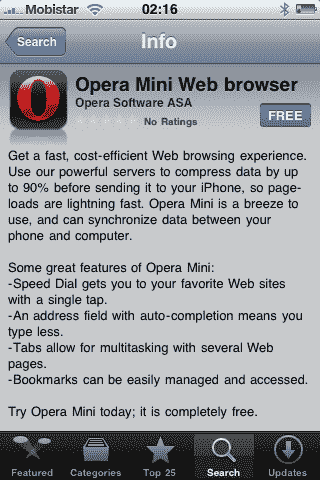 Mobistar 02:16
Search Info
Opera Mini Web browser
Opera Software ASA
No Ratings FREE
Get a fast, cost-efficient Web browsing experience.
Use our powerful servers to compress data by up
to 90% before sending it to your iPhone, so page-
loads are lightning fast. Opera Mini is a breeze to
use, and can synchronize data between your
phone and computer.
Some great features of Opera Mini:
-Speed Dial gets you to your favorite Web sites
with a single tap.
-An address field with auto-completion means you
type less.
-Tabs allow for multitasking with several Web
pages.
-Bookmarks can be easily managed and accessed.
Try Opera Mini today; it is completely free.
Featured Categories Top 25 Search Updates